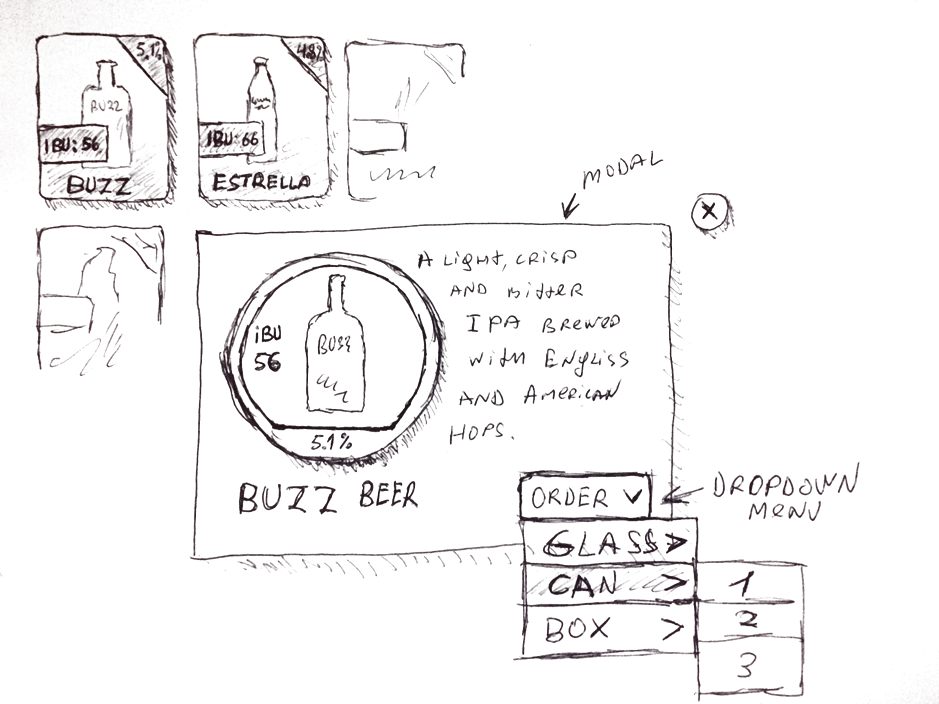 5.1%
BUZZ
IBU: 56
BUZZ
4.8%
IBU: 66
ESTRELLA
MODAL
X
A LIGHT, CRISP
AND BITTER
IPA BREWED
WITH ENGLISS
AND AMERICAN
HOPS.
IBU
56
BUZZ
5.1%
BUZZ BEER
ORDER
DROPDOWN
MENU
GLASS >
CAN >
BOX >
1
2
3